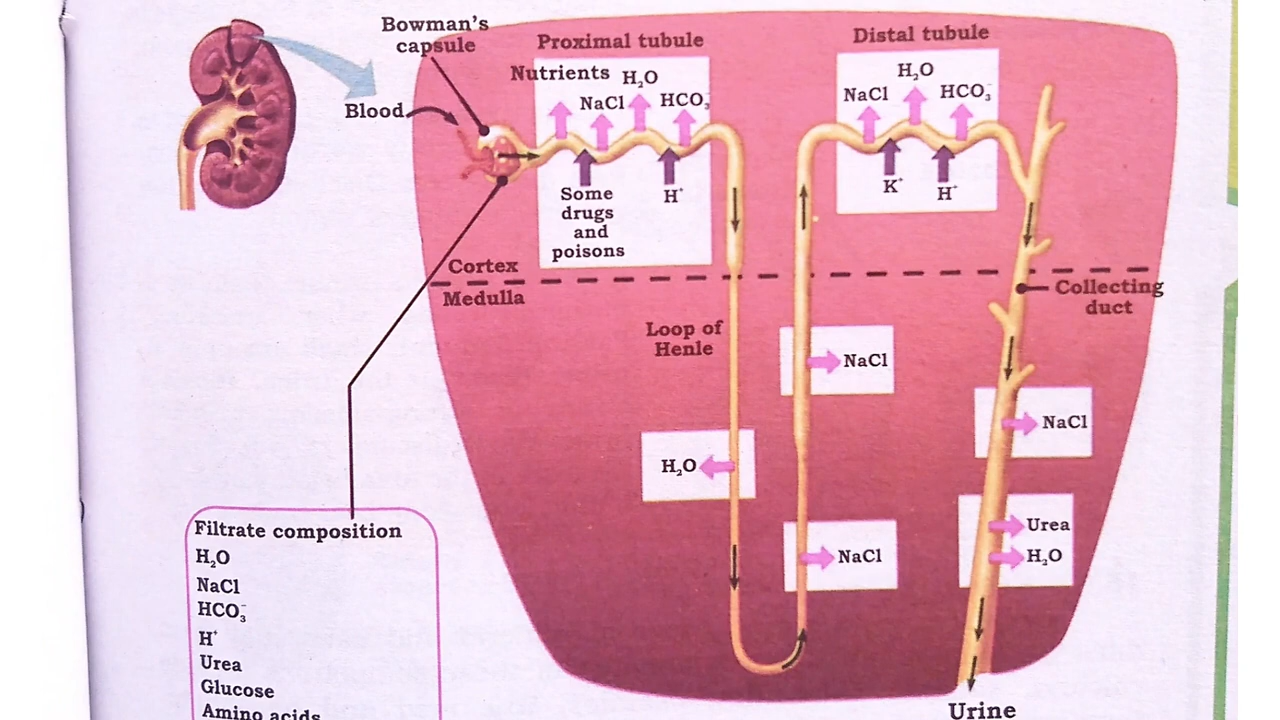 Bowman's
capsule
Blood
Proximal tubule
Nutrients
H₂O
NaCl
HCO₃⁻
Some
drugs
and
poisons
H⁺
Distal tubule
H₂O
NaCl
HCO₃⁻
K⁺
H⁺
Cortex
Medulla
Loop of
Henle
Collecting
duct
NaCl
H₂O
NaCl
NaCl
Urea
H₂O
Filtrate composition
H₂O
NaCl
HCO₃⁻
H⁺
Urea
Glucose
Amino acids
Urine